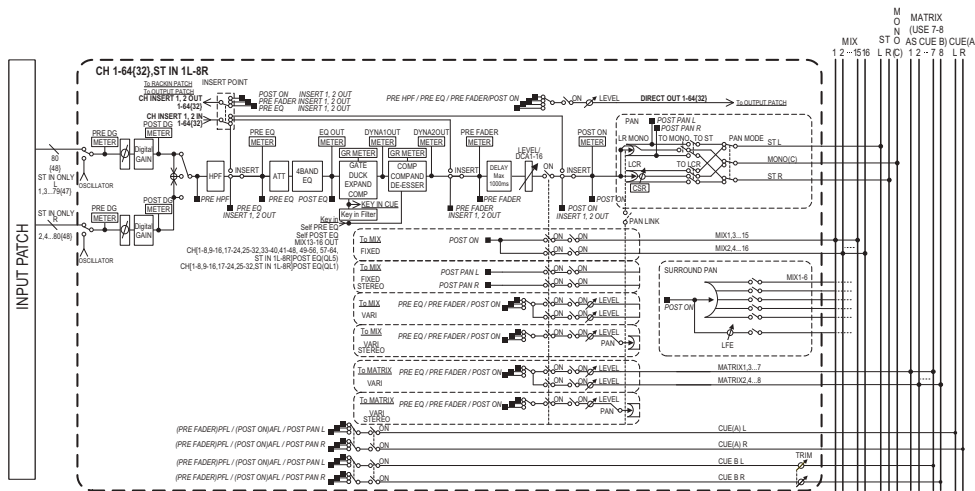 MONO(C)
MATRIX
(USE 7-8
AS CUE B)
CUE(A
MIX
ST
1 2 ···1516
L R
1 2 ·· 7 8
L R
INPUT PATCH
CH 1-64{32},ST IN 1L-8R
To RACKIN PATCH
To OUTPUT PATCH
CH INSERT 1, 2 OUT
1-64(32)
CH INSERT 1, 2 IN
1-64(32)
INSERT POINT
POST ON INSERT 1, 2 OUT
PRE FADER INSERT 1, 2 OUT
PRE EQ INSERT 1, 2 OUT
PRE HPF / PRE EQ / PRE FADER/POST ON
ON
LEVEL
DIRECT OUT 1-64(32)
To OUTPUT PATCH
80
(48)
ST IN ONLY
L
1,3...79[47]
PRE DG
METER
Digital
GAIN
POST DG
METER
OSCILLATOR
ST IN ONLY
R
2,4...80[48]
PRE DG
METER
Digital
GAIN
POST DG
METER
OSCILLATOR
PRE HPF
HPF
INSERT
PRE EQ
INSERT 1, 2 OUT
PRE EQ
METER
PRE EQ
ATT
4BAND
EQ
EQ OUT
METER
POST EQ
DYNA1OUT
METER
GR METER
GATE
DUCK
EXPAND
COMP
KEY IN CUE
Key in Filter
Key in
Self PRE EQ
Self POST EQ
MIX13-16 OUT
CH[1-8,9-16,17-24,25-32,33-40,41-48, 49-56, 57-64,
ST IN 1L-8R]POST EQ(QL5)
CH[1-8,9-16,17-24,25-32,ST IN 1L-8R]POST EQ(QL1)
DYNA2OUT
METER
GR METER
COMP
COMPAND
DE-ESSER
INSERT
PRE FADER
INSERT 1, 2 OUT
PRE FADER
METER
PRE FADER
DELAY
Max
1000ms
LEVEL/
DCA1-16
ON
INSERT
POST ON
INSERT 1, 2 OUT
POST ON
METER
POST ON
PAN
POST PAN L
POST PAN R
LR MONO
TO MONO
TO ST
PAN MODE
LCR
TO LCR
CSR
ST L
MONO(C)
ST R
PAN LINK
To MIX
FIXED
POST ON
ON
ON
ON
ON
MIX1,3...15
MIX2,4...16
To MIX
FIXED
STEREO
POST PAN L
POST PAN R
ON
ON
ON
ON
To MIX
VARI
PRE EQ / PRE FADER / POST ON
ON
ON
LEVEL
ON
ON
LEVEL
To MIX
VARI
STEREO
PRE EQ / PRE FADER / POST ON
ON
ON
LEVEL
PAN
SURROUND PAN
POST ON
LFE
MIX1-6
To MATRIX
VARI
PRE EQ / PRE FADER / POST ON
ON
ON
LEVEL
ON
ON
LEVEL
MATRIX1,3...7
MATRIX2,4...8
To MATRIX
VARI
STEREO
PRE EQ / PRE FADER / POST ON
ON
ON
LEVEL
PAN
(PRE FADER)PFL / (POST ON)AFL / POST PAN L
ON
CUE(A) L
(PRE FADER)PFL / (POST ON)AFL / POST PAN R
ON
CUE(A) R
(PRE FADER)PFL / (POST ON)AFL / POST PAN L
ON
CUE B L
TRIM
(PRE FADER)PFL / (POST ON)AFL / POST PAN R
ON
CUE B R